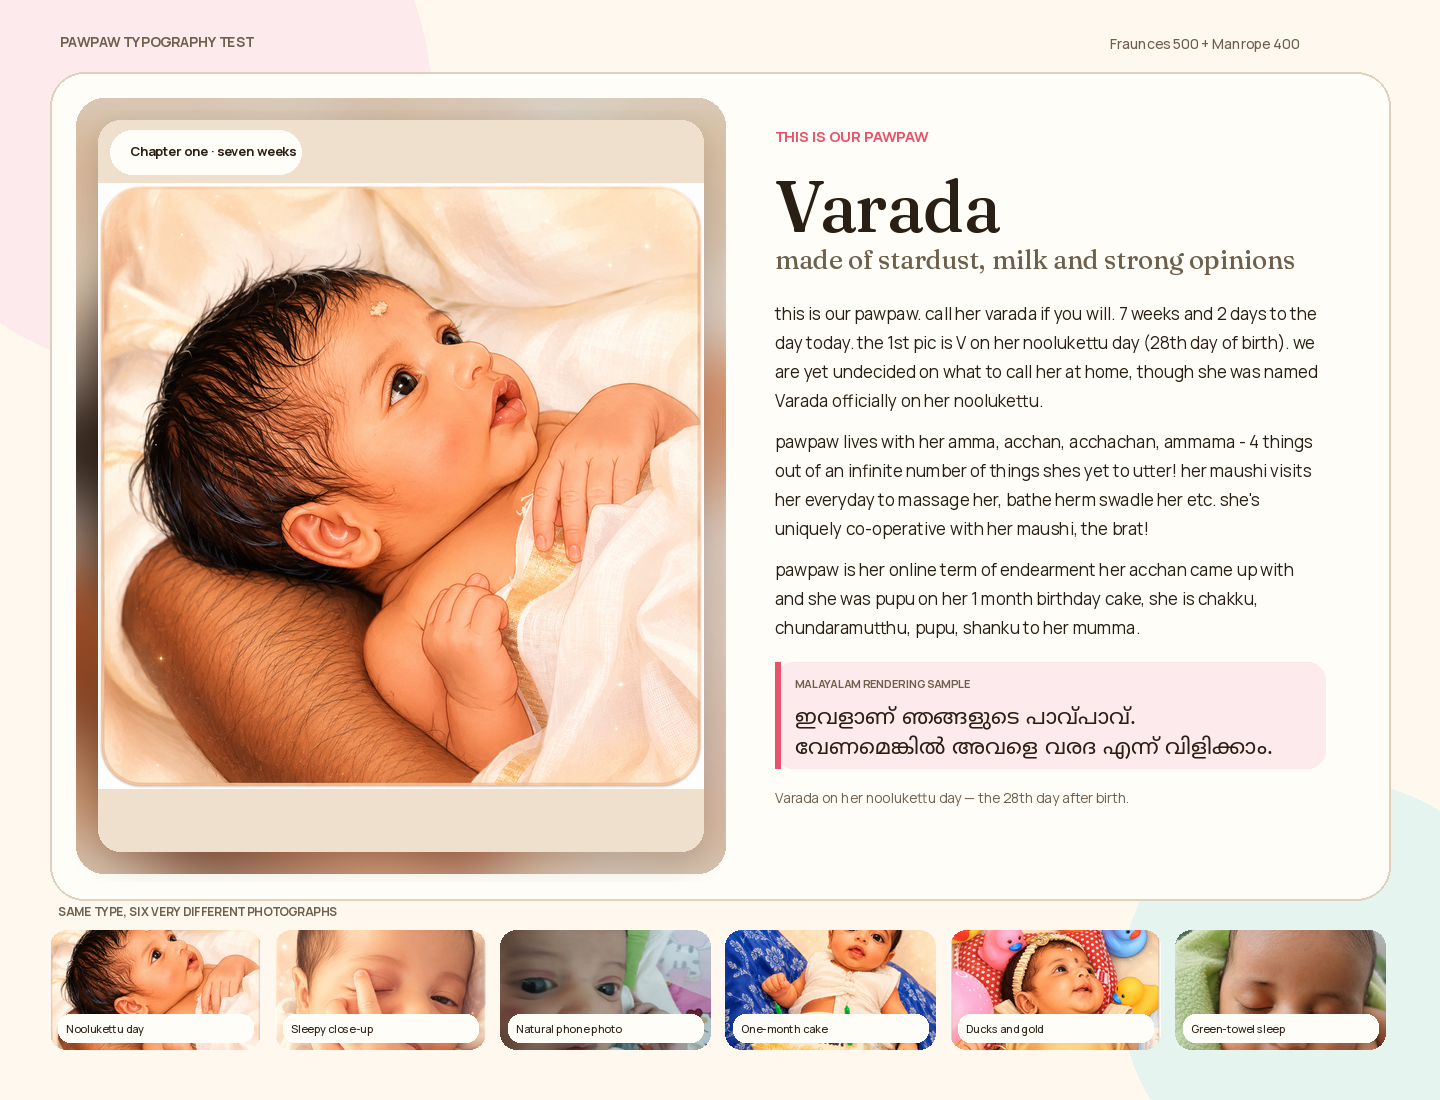 PAWPAW TYPOGRAPHY TEST
Fraunces 500 + Manrope 400
Chapter one · seven weeks
THIS IS OUR PAWPAW
Varada
made of stardust, milk and strong opinions
this is our pawpaw. call her varada if you will. 7 weeks and 2 days to the
day today. the 1st pic is V on her noolukettu day (28th day of birth). we
are yet undecided on what to call her at home, though she was named
Varada officially on her noolukettu.
pawpaw lives with her amma, acchan, acchachan, ammama - 4 things
out of an infinite number of things shes yet to utter! her maushi visits
her everyday to massage her, bathe herm swadle her etc. she's
uniquely co-operative with her maushi, the brat!
pawpaw is her online term of endearment her acchan came up with
and she was pupu on her 1 month birthday cake, she is chakku,
chundaramutthu, pupu, shanku to her mumma.
MALAYALAM RENDERING SAMPLE
ഇവളാണ് ഞങ്ങളുടെ പാവ്പാവ്.
വേണമെങ്കിൽ അവളെ വരദ എന്ന് വിളിക്കാം.
Varada on her noolukettu day — the 28th day after birth.
SAME TYPE, SIX VERY DIFFERENT PHOTOGRAPHS
Noolukettu day
Sleepy close-up
Natural phone photo
One-month cake
Ducks and gold
Green-towel sleep